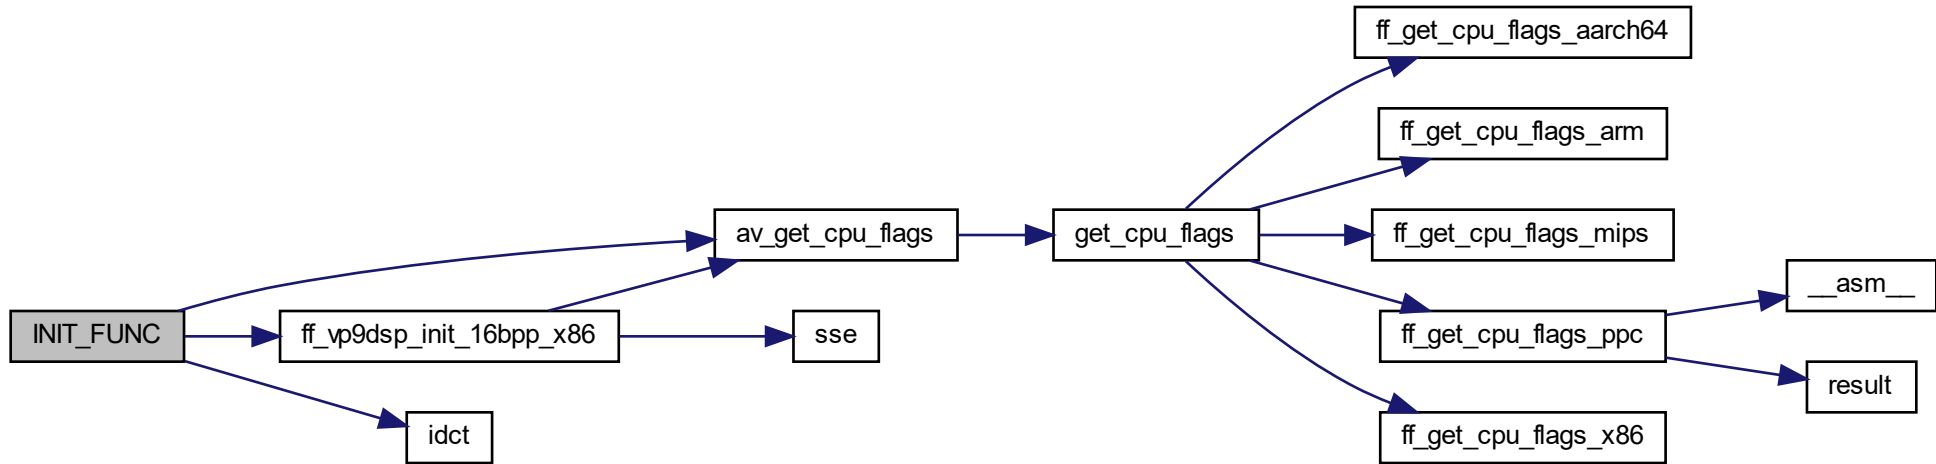 ff_get_cpu_flags_aarch64
ff_get_cpu_flags_arm
av_get_cpu_flags
get_cpu_flags
ff_get_cpu_flags_mips
__asm__
INIT_FUNC
ff_vp9dsp_init_16bpp_x86
sse
ff_get_cpu_flags_ppc
result
idct
ff_get_cpu_flags_x86